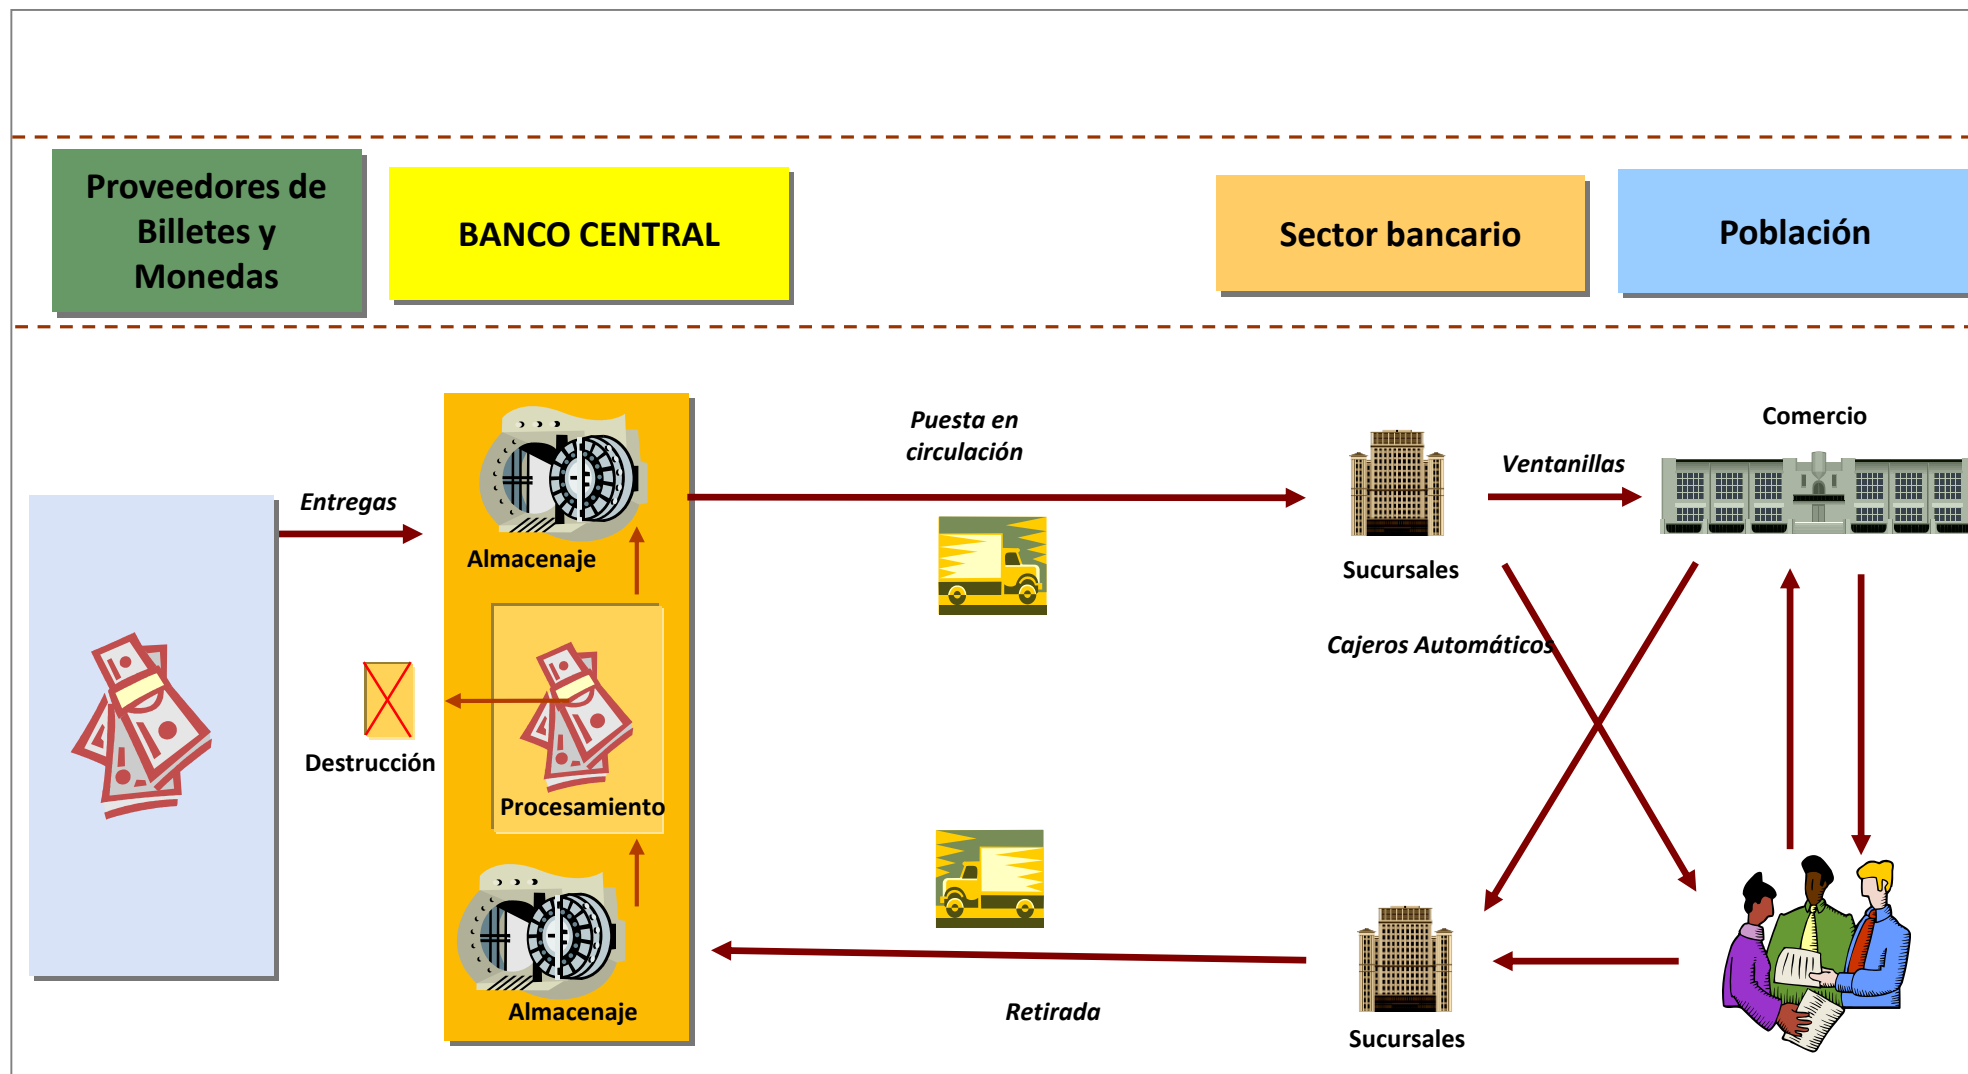 Proveedores de
Billetes y
Monedas
BANCO CENTRAL
Sector bancario
Población
Puesta en
circulación
Comercio
Ventanillas
Entregas
Almacenaje
Sucursales
Cajeros Automáticos
Destrucción
Procesamiento
Almacenaje
Retirada
Sucursales